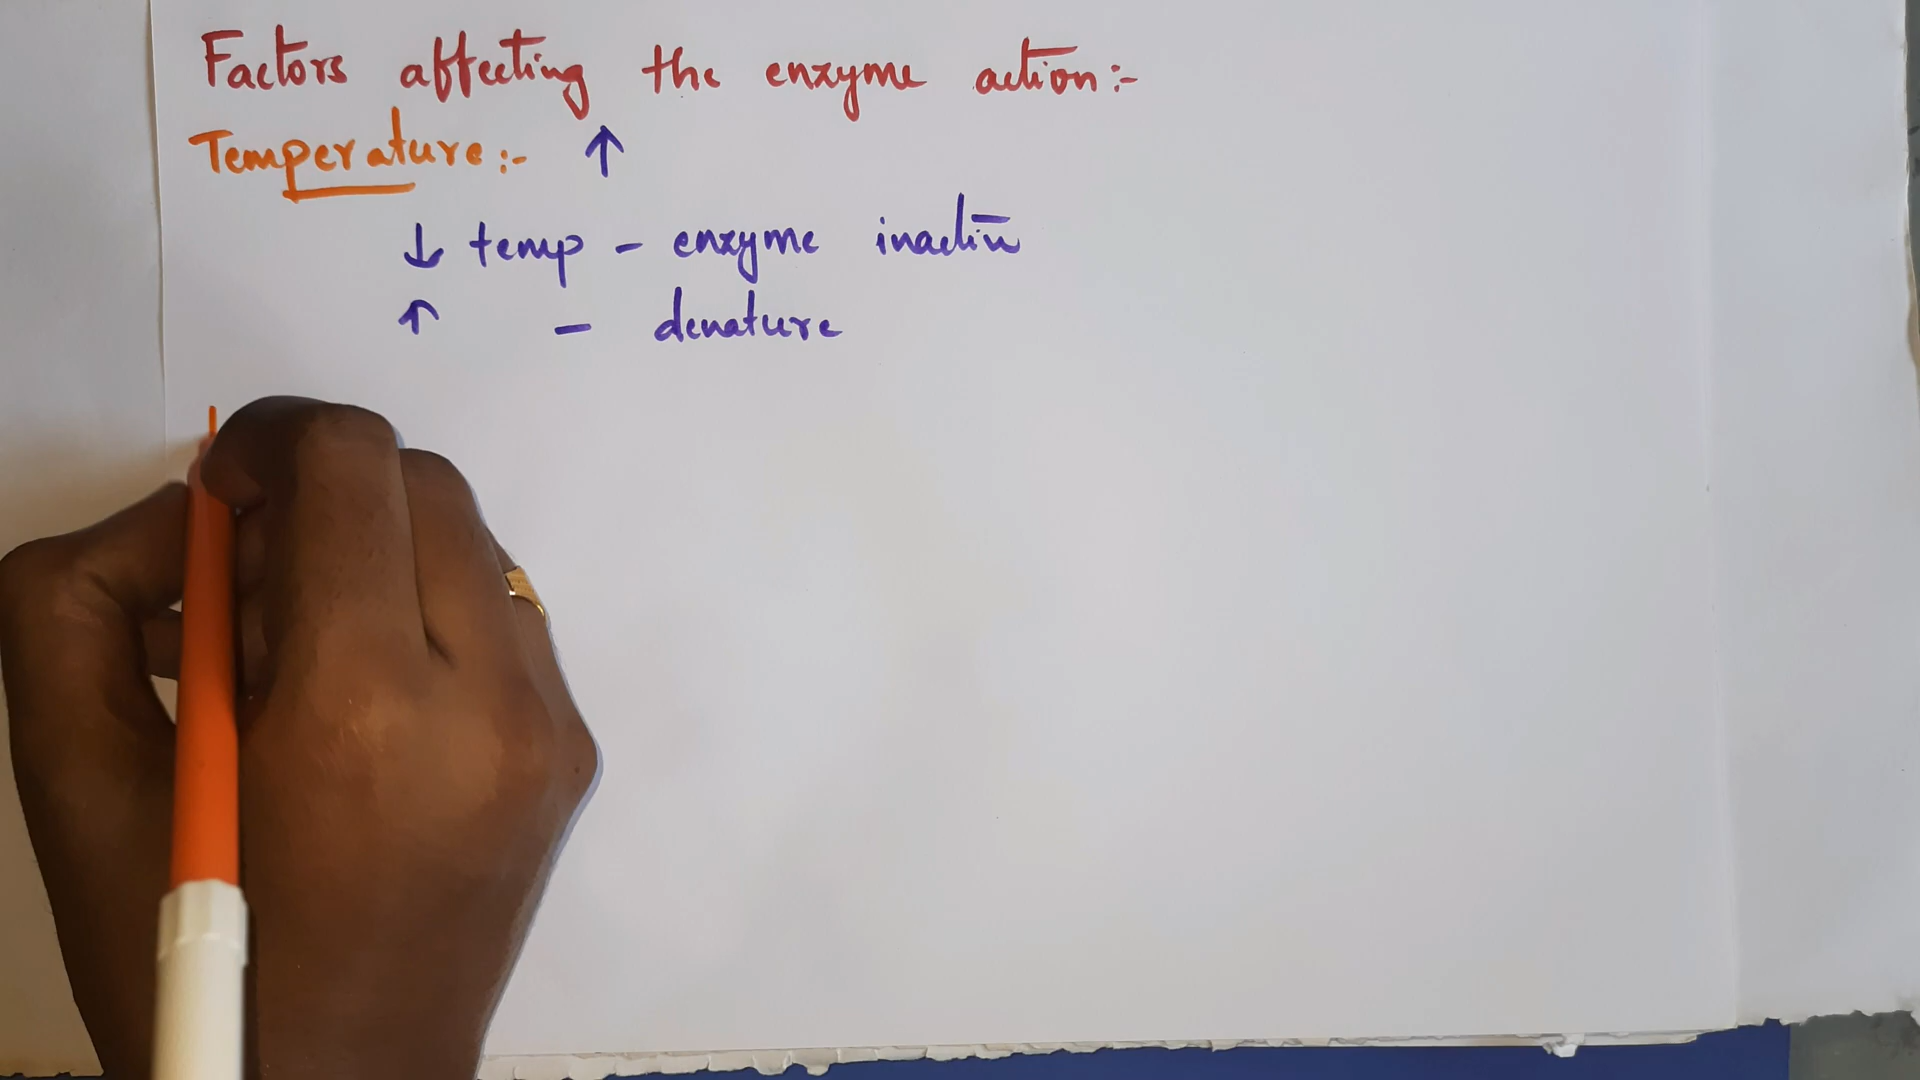 Factors affecting the enzyme action:-
Temperature:- ↑
↓ temp - enzyme inactive
↑ - denature